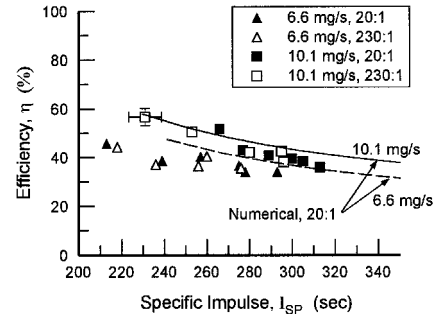 6.6 mg/s, 20:1
6.6 mg/s, 230:1
10.1 mg/s, 20:1
10.1 mg/s, 230:1
Efficiency, η (%)
100
80
60
40
20
0
10.1 mg/s
6.6 mg/s
Numerical, 20:1
200 220 240 260 280 300 320 340
Specific Impulse, I_SP (sec)